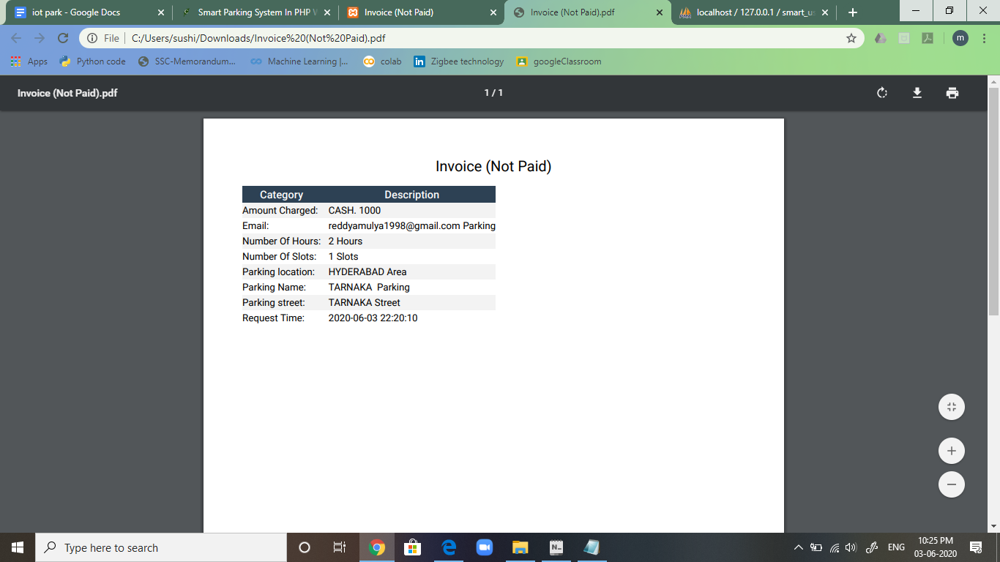 iot park - Google Docs
Smart Parking System In PHP W
Invoice (Not Paid)
Invoice (Not Paid).pdf
localhost / 127.0.0.1 / smart_us
File C:/Users/sushi/Downloads/Invoice%20(Not%20Paid).pdf
m
Apps Python code SSC-Memorandum... Machine Learning |... colab Zigbee technology googleClassroom
Invoice (Not Paid).pdf 1 / 1
Invoice (Not Paid)
Category Description
Amount Charged: CASH. 1000
Email: reddyamulya1998@gmail.com Parking
Number Of Hours: 2 Hours
Number Of Slots: 1 Slots
Parking location: HYDERABAD Area
Parking Name: TARNAKA  Parking
Parking street: TARNAKA Street
Request Time: 2020-06-03 22:20:10
Type here to search
ENG
10:25 PM
03-06-2020